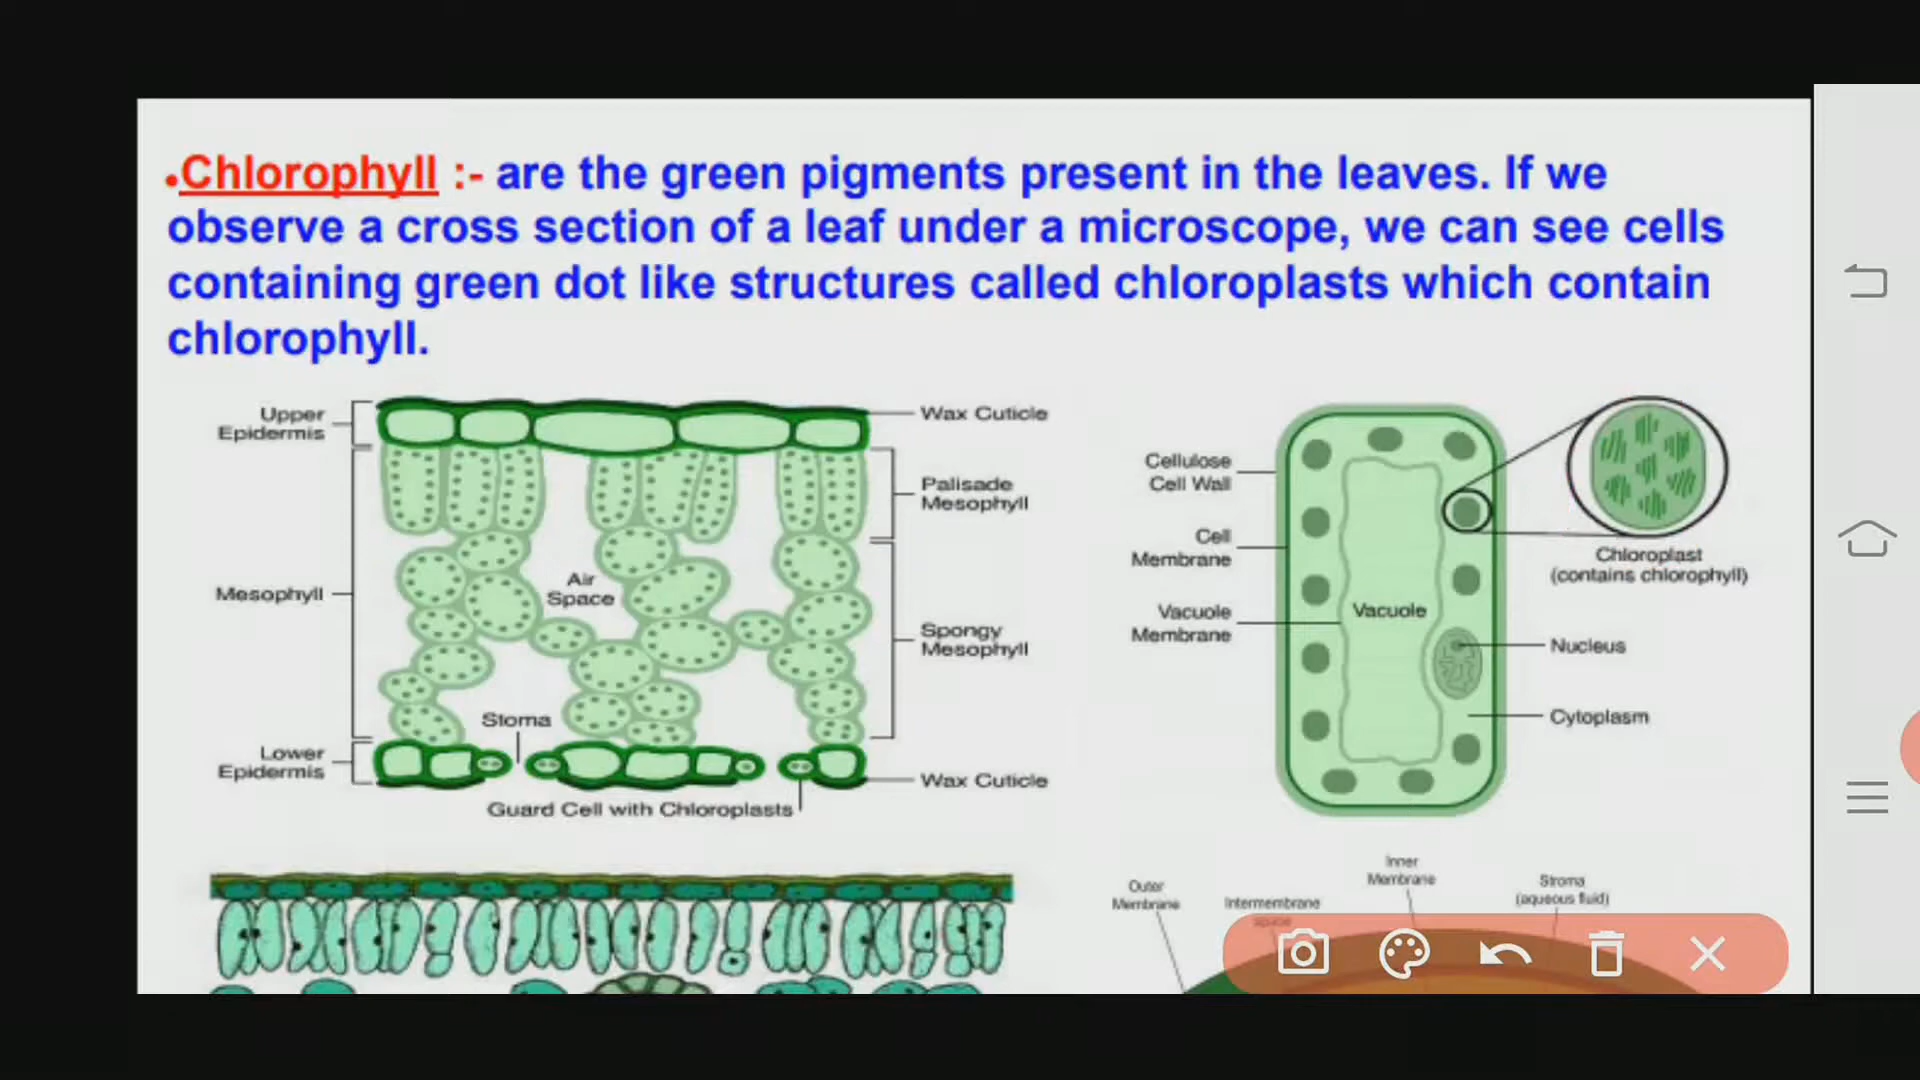 •Chlorophyll :- are the green pigments present in the leaves. If we
observe a cross section of a leaf under a microscope, we can see cells
containing green dot like structures called chloroplasts which contain
chlorophyll.
Upper
Epidermis
Wax Cuticle
Palisade
Mesophyll
Mesophyll
Air
Space
Spongy
Mesophyll
Stoma
Lower
Epidermis
Wax Cuticle
Guard Cell with Chloroplasts
Cellulose
Cell Wall
Cell
Membrane
Vacuole
Membrane
Vacuole
Chloroplast
(contains chlorophyll)
Nucleus
Cytoplasm
Outer
Membrane
Intermembrane
space
Inner
Membrane
Stroma
(aqueous fluid)